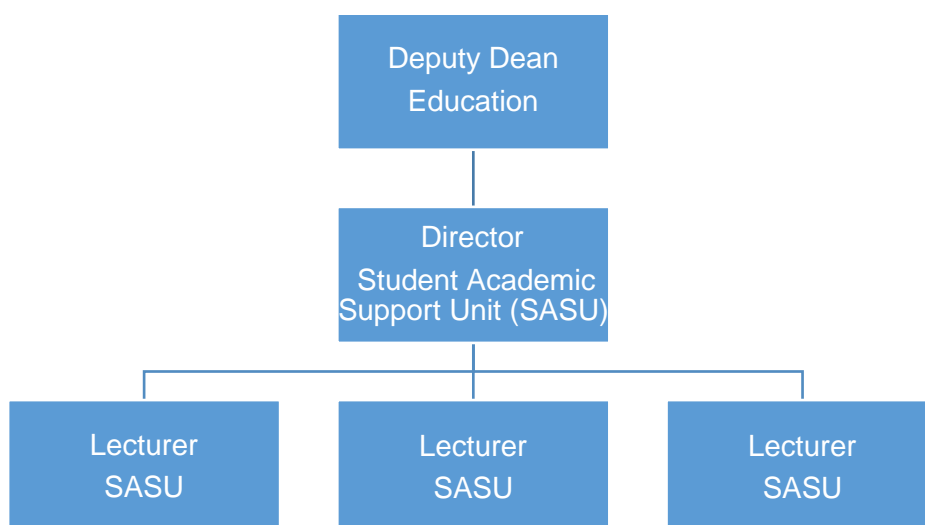 Deputy Dean
Education
Director
Student Academic
Support Unit (SASU)
Lecturer
SASU
Lecturer
SASU
Lecturer
SASU